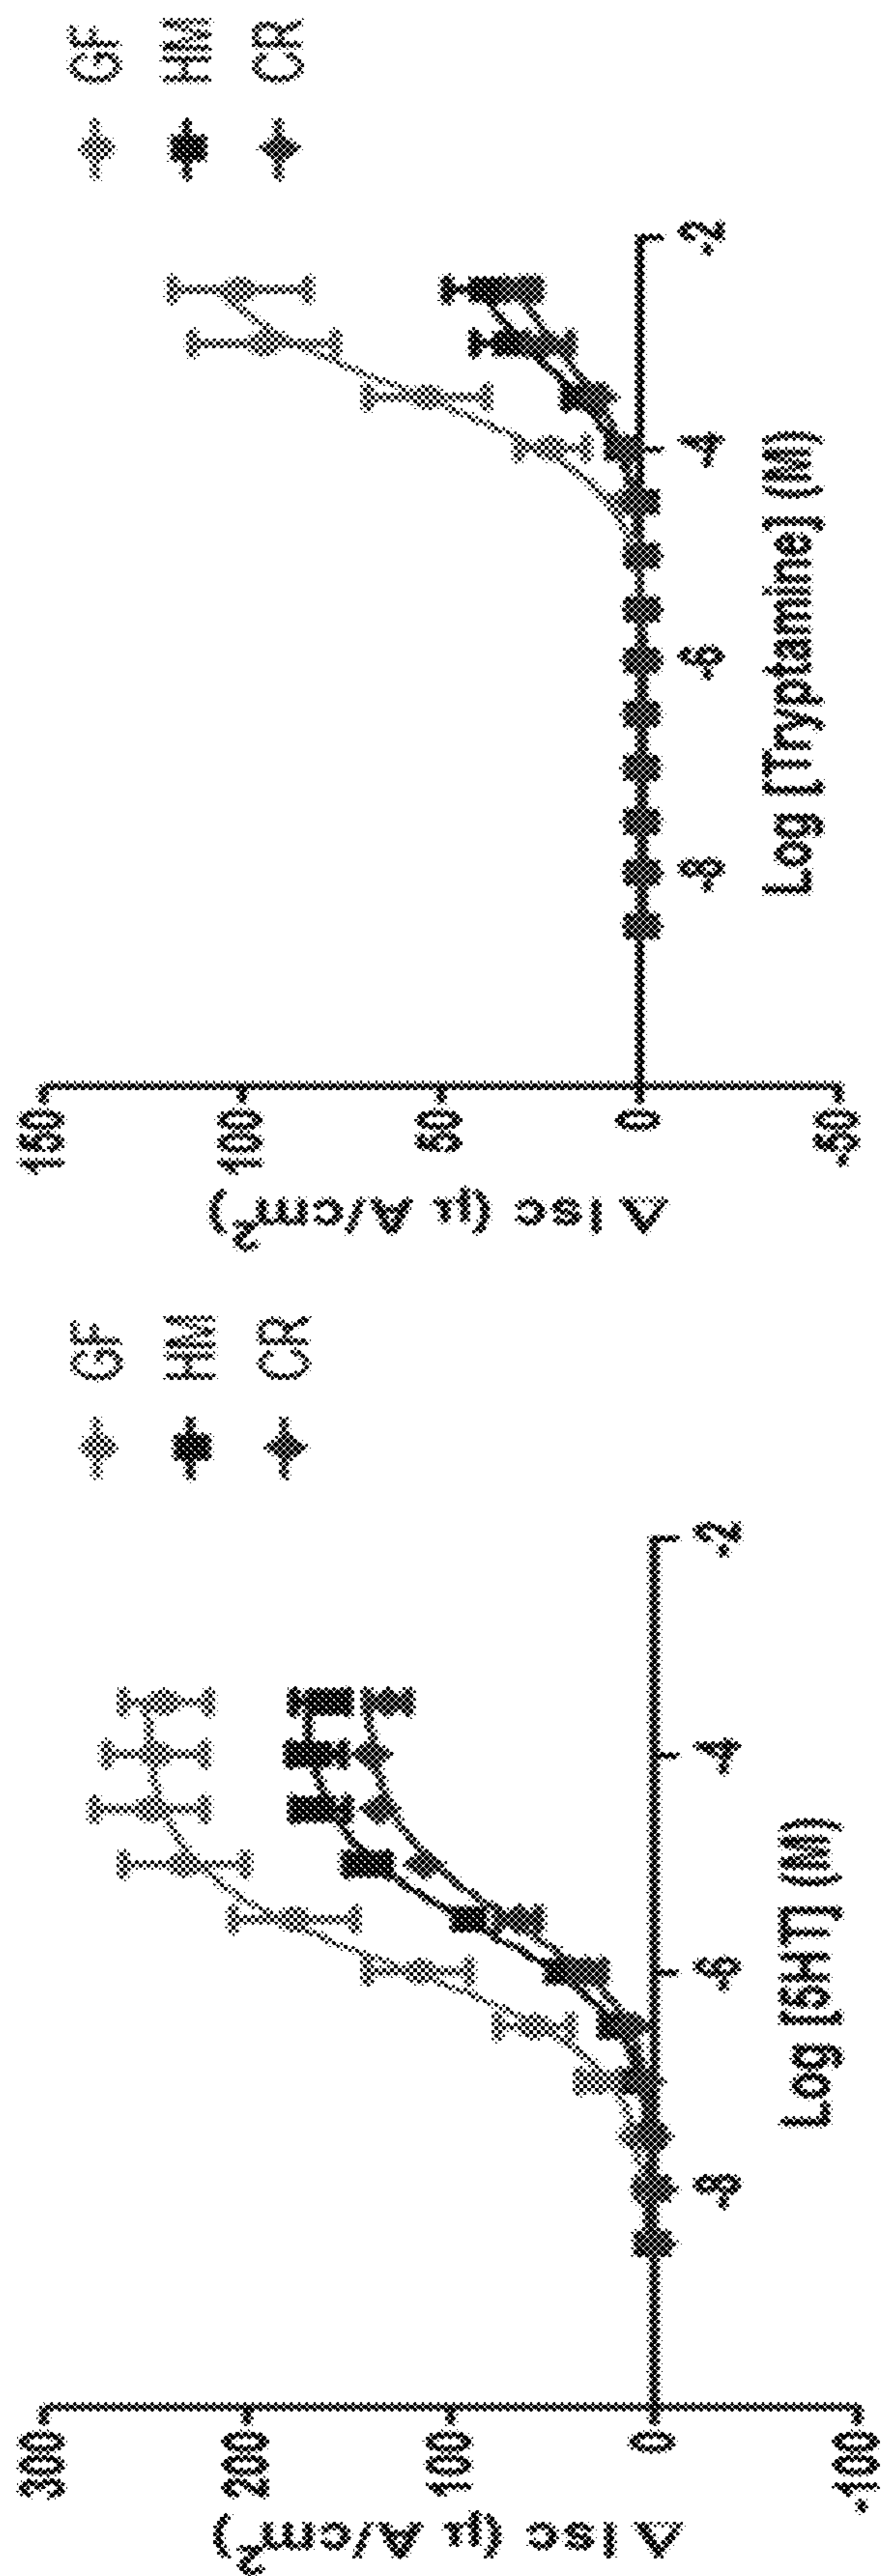 Δ Isc (μ A/cm2)
300
200
100
0
-100
-8
-6
-4
-2
Log [5HT] (M)
GF
HM
CR
Δ Isc (μ A/cm2)
150
100
50
0
-50
-8
-6
-4
-2
Log [Tryptamine] (M)
GF
HM
CR